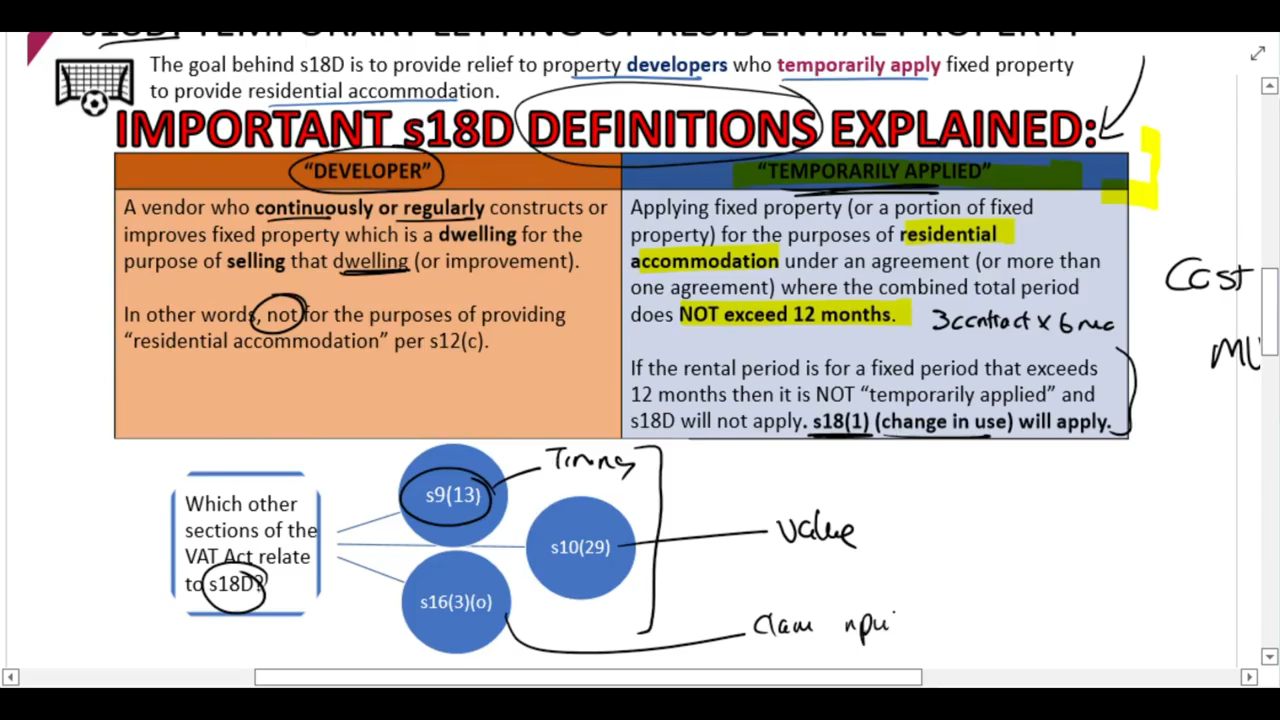 s18D: TEMPORARY LETTING OF RESIDENTIAL PROPERTY
The goal behind s18D is to provide relief to property developers who temporarily apply fixed property
to provide residential accommodation.
IMPORTANT s18D DEFINITIONS EXPLAINED:
“DEVELOPER”
A vendor who continuously or regularly constructs or
improves fixed property which is a dwelling for the
purpose of selling that dwelling (or improvement).
In other words, not for the purposes of providing
“residential accommodation” per s12(c).
“TEMPORARILY APPLIED”
Applying fixed property (or a portion of fixed
property) for the purposes of residential
accommodation under an agreement (or more than
one agreement) where the combined total period
does NOT exceed 12 months.
3 contract x 6
If the rental period is for a fixed period that exceeds
12 months then it is NOT “temporarily applied” and
s18D will not apply. s18(1) (change in use) will apply.
Cost
Which other
sections of the
VAT Act relate
to s18D?
s9(13)
Timing
s10(29)
value
s16(3)(o)